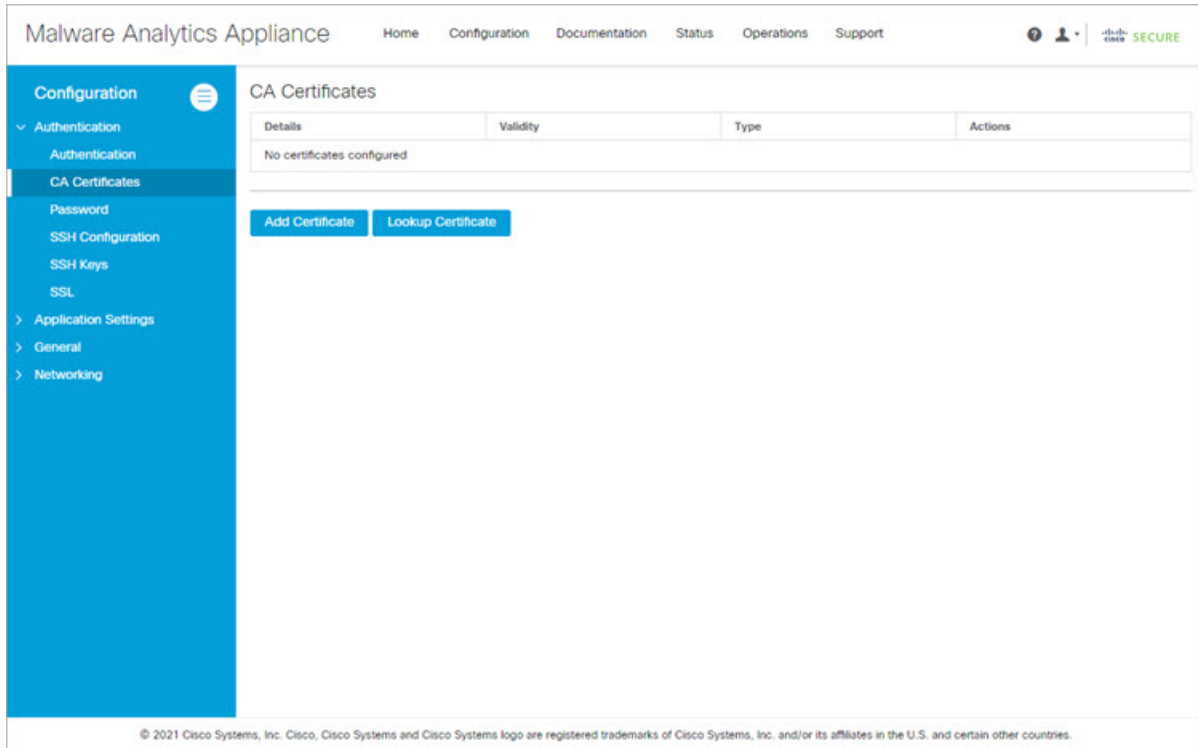 Malware Analytics Appliance
Home Configuration Documentation Status Operations Support
cisco SECURE
Configuration
Authentication
Authentication
CA Certificates
Password
SSH Configuration
SSH Keys
SSL
Application Settings
General
Networking
CA Certificates
Details Validity Type Actions
No certificates configured
Add Certificate Lookup Certificate
© 2021 Cisco Systems, Inc. Cisco, Cisco Systems and Cisco Systems logo are registered trademarks of Cisco Systems, Inc. and/or its affiliates in the U.S. and certain other countries.